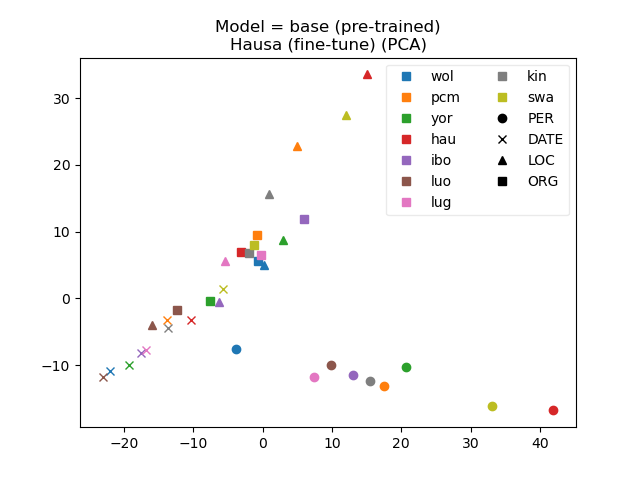 Model = base (pre-trained)
Hausa (fine-tune) (PCA)
wol
pcm
yor
hau
ibo
luo
lug
kin
swa
PER
DATE
LOC
ORG
30
20
10
0
−10
−20
−10
0
10
20
30
40